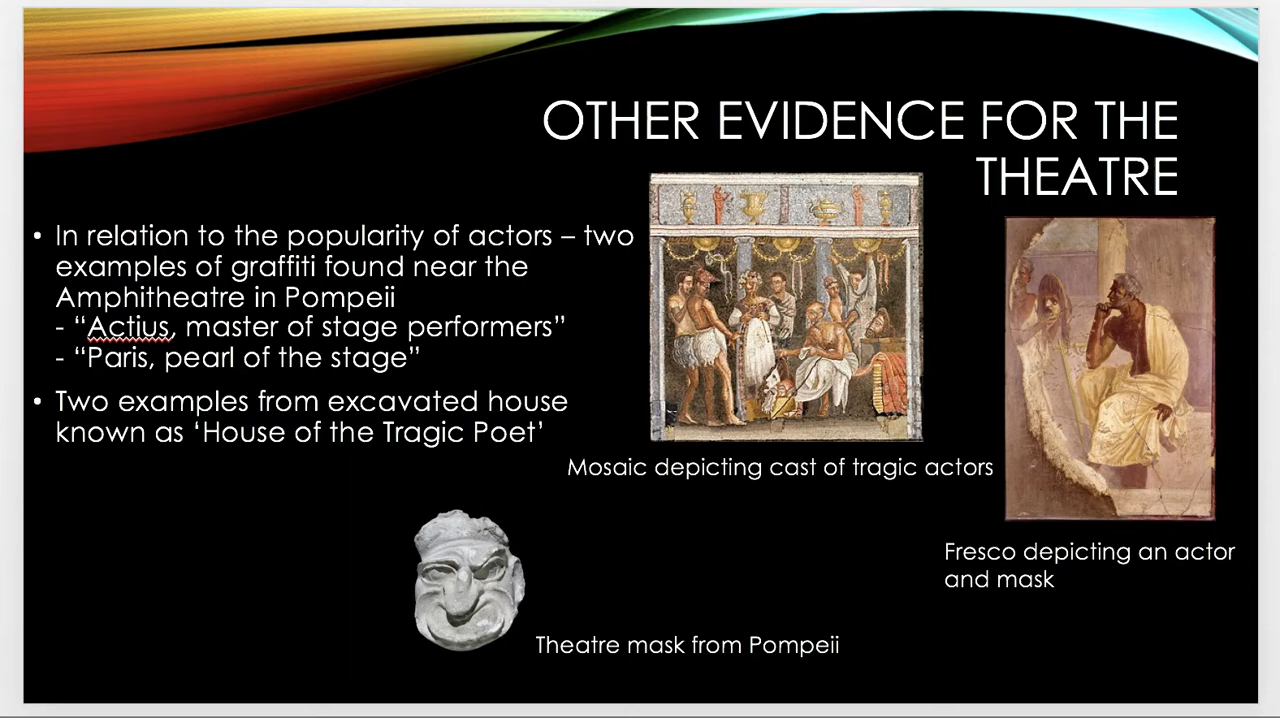 OTHER EVIDENCE FOR THE
THEATRE
• In relation to the popularity of actors – two
examples of graffiti found near the
Amphitheatre in Pompeii
- “Actius, master of stage performers”
- “Paris, pearl of the stage”
• Two examples from excavated house
known as ‘House of the Tragic Poet’
Mosaic depicting cast of tragic actors
Fresco depicting an actor
and mask
Theatre mask from Pompeii